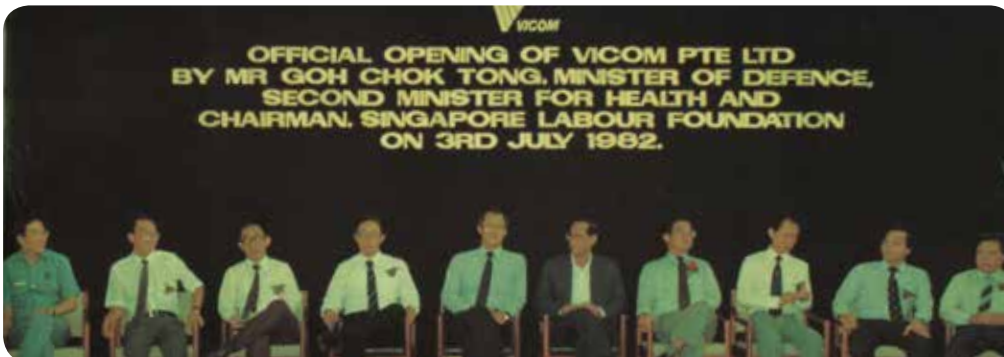 VICOM
OFFICIAL OPENING OF VICOM PTE LTD
BY MR GOH CHOK TONG, MINISTER OF DEFENCE,
SECOND MINISTER FOR HEALTH AND
CHAIRMAN, SINGAPORE LABOUR FOUNDATION
ON 3RD JULY 1982.